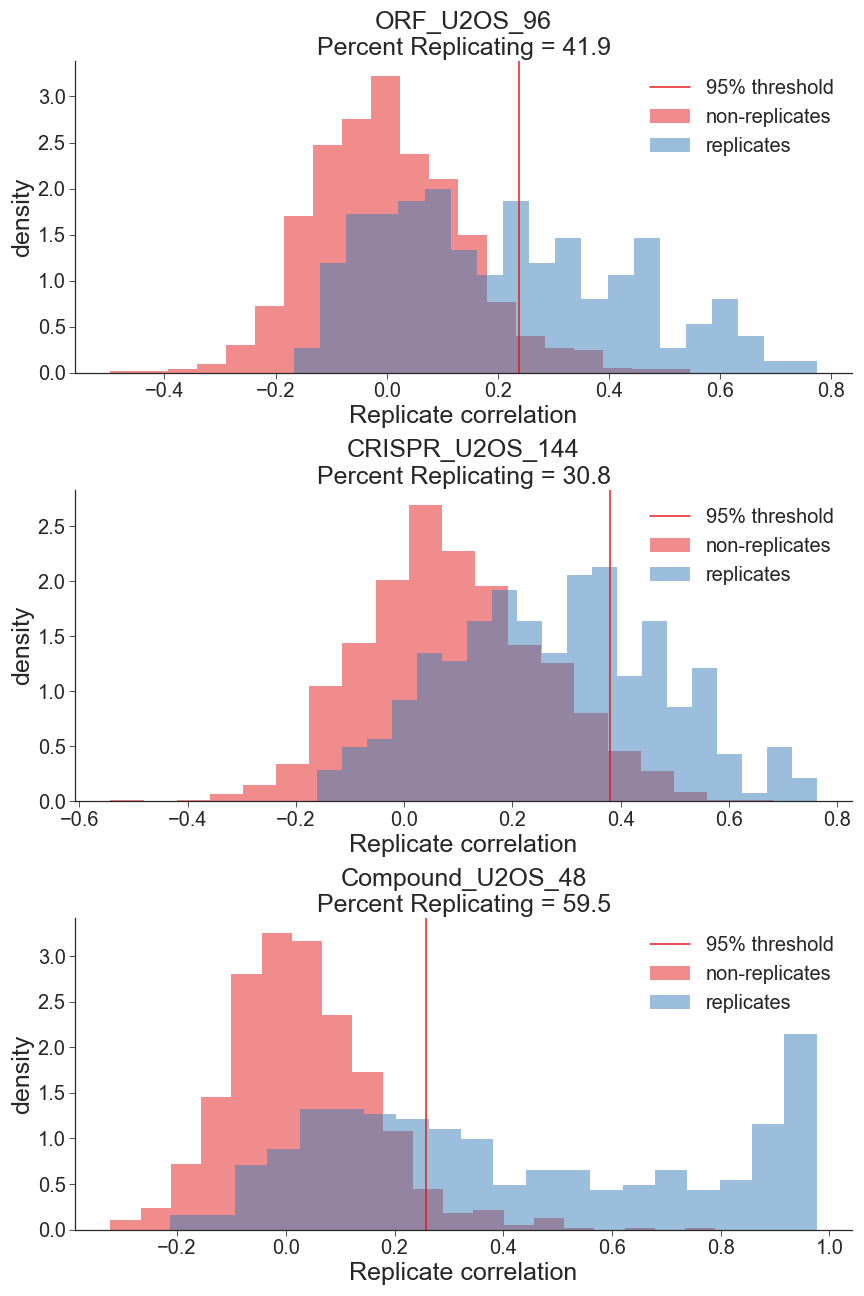 ORF_U2OS_96
Percent Replicating = 41.9
95% threshold
non-replicates
replicates
3.0
2.5
2.0
1.5
1.0
0.5
0.0
density
−0.4 −0.2 0.0 0.2 0.4 0.6 0.8
Replicate correlation
CRISPR_U2OS_144
Percent Replicating = 30.8
95% threshold
non-replicates
replicates
2.5
2.0
1.5
1.0
0.5
0.0
density
−0.6 −0.4 −0.2 0.0 0.2 0.4 0.6 0.8
Replicate correlation
Compound_U2OS_48
Percent Replicating = 59.5
95% threshold
non-replicates
replicates
3.0
2.5
2.0
1.5
1.0
0.5
0.0
density
−0.2 0.0 0.2 0.4 0.6 0.8 1.0
Replicate correlation